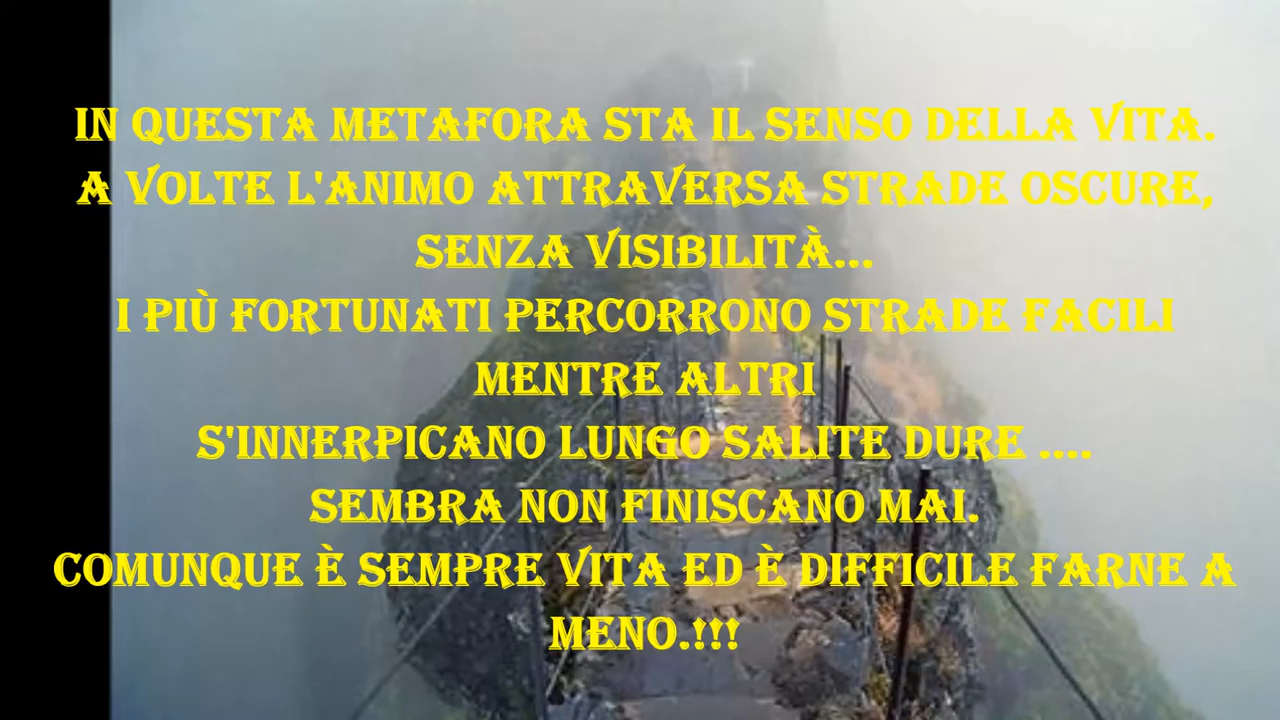 IN QUESTA METAFORA STA IL SENSO DELLA VITA.
A VOLTE L'ANIMO ATTRAVERSA STRADE OSCURE,
SENZA VISIBILITÀ...
I PIÙ FORTUNATI PERCORRONO STRADE FACILI
MENTRE ALTRI
S'INNERPICANO LUNGO SALITE DURE ....
SEMBRA NON FINISCANO MAI.
COMUNQUE È SEMPRE VITA ED È DIFFICILE FARNE A
MENO.!!!